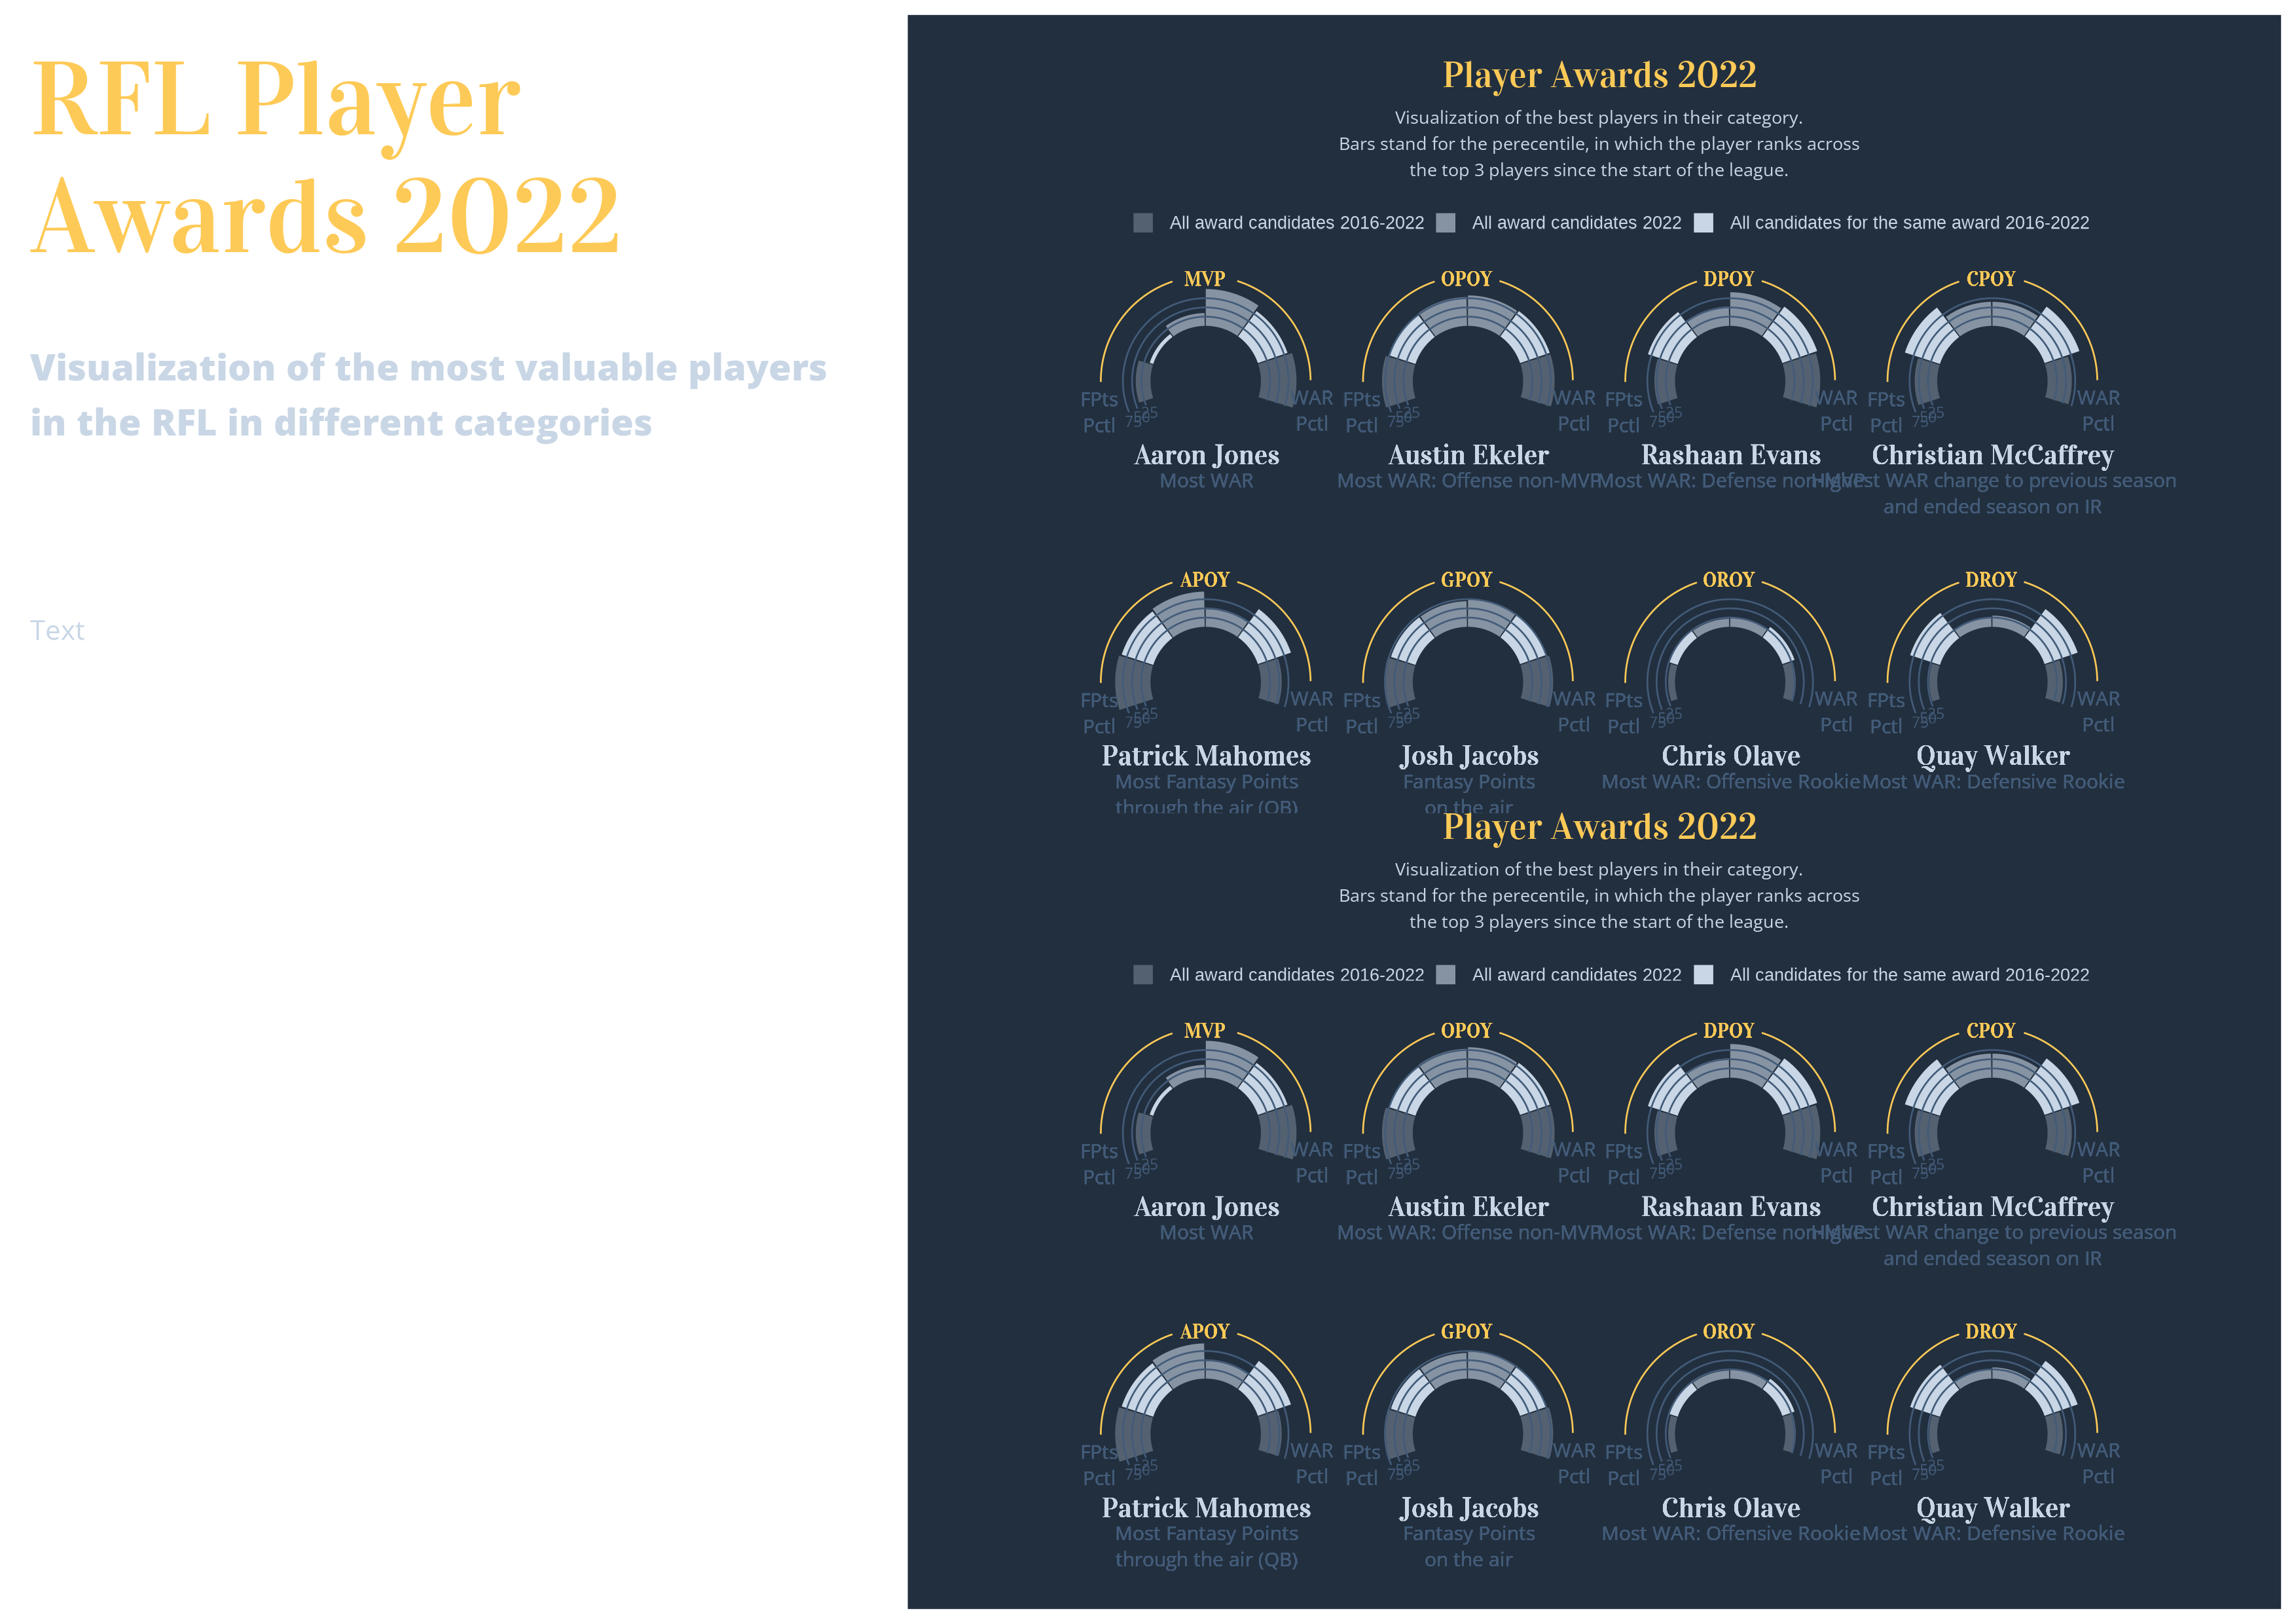 RFL Player
Awards 2022
Visualization of the most valuable players
in the RFL in different categories
Text
Player Awards 2022
Visualization of the best players in their category.
Bars stand for the perecentile, in which the player ranks across
the top 3 players since the start of the league.
All award candidates 2016-2022 All award candidates 2022 All candidates for the same award 2016-2022
MVP OPOY DPOY CPOY
FPts WAR FPts WAR FPts WAR FPts WAR
Pctl 75 50 25 Pctl Pctl 75 50 25 Pctl Pctl 75 50 25 Pctl Pctl 75 50 25 Pctl
Aaron Jones Austin Ekeler Rashaan Evans Christian McCaffrey
Most WAR Most WAR: Offense non-MVP Most WAR: Defense non-MVP Highest WAR change to previous season
and ended season on IR
APOY GPOY OROY DROY
FPts WAR FPts WAR FPts WAR FPts WAR
Pctl 75 50 25 Pctl Pctl 75 50 25 Pctl Pctl 75 50 25 Pctl Pctl 75 50 25 Pctl
Patrick Mahomes Josh Jacobs Chris Olave Quay Walker
Most Fantasy Points Fantasy Points Most WAR: Offensive Rookie Most WAR: Defensive Rookie
through the air (QB) on the air
Player Awards 2022
Visualization of the best players in their category.
Bars stand for the perecentile, in which the player ranks across
the top 3 players since the start of the league.
All award candidates 2016-2022 All award candidates 2022 All candidates for the same award 2016-2022
MVP OPOY DPOY CPOY
FPts WAR FPts WAR FPts WAR FPts WAR
Pctl 75 50 25 Pctl Pctl 75 50 25 Pctl Pctl 75 50 25 Pctl Pctl 75 50 25 Pctl
Aaron Jones Austin Ekeler Rashaan Evans Christian McCaffrey
Most WAR Most WAR: Offense non-MVP Most WAR: Defense non-MVP Highest WAR change to previous season
and ended season on IR
APOY GPOY OROY DROY
FPts WAR FPts WAR FPts WAR FPts WAR
Pctl 75 50 25 Pctl Pctl 75 50 25 Pctl Pctl 75 50 25 Pctl Pctl 75 50 25 Pctl
Patrick Mahomes Josh Jacobs Chris Olave Quay Walker
Most Fantasy Points Fantasy Points Most WAR: Offensive Rookie Most WAR: Defensive Rookie
through the air (QB) on the air